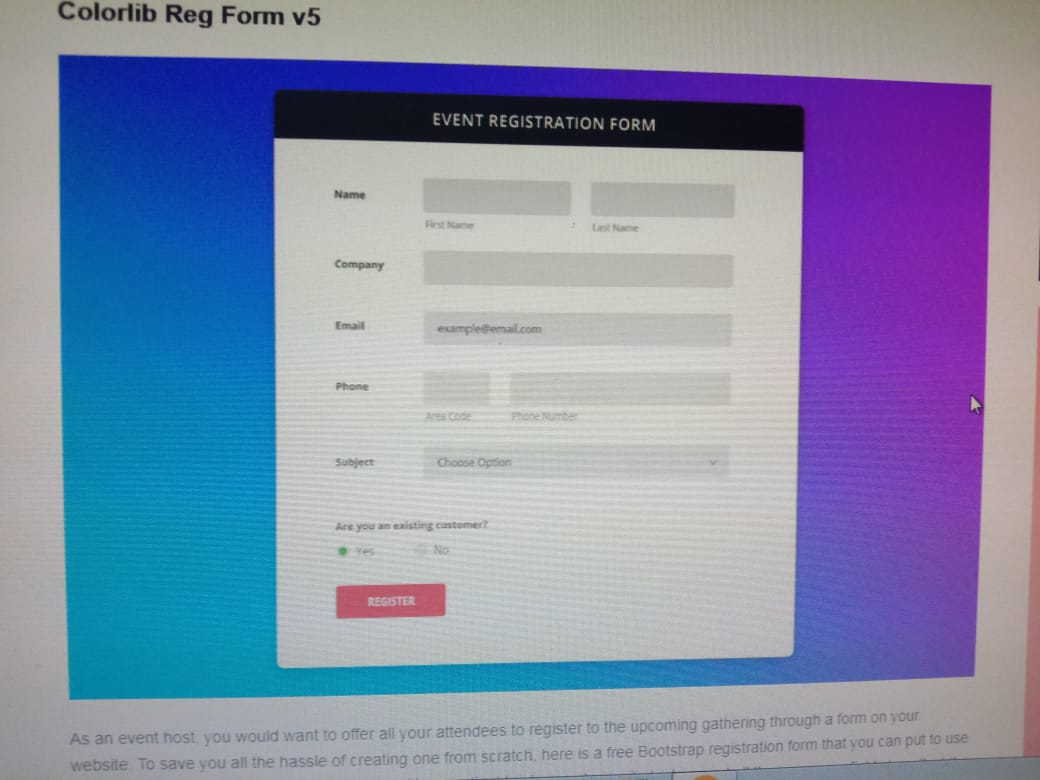 Colorlib Reg Form v5
EVENT REGISTRATION FORM
Name
First Name
Last Name
Company
Email
example@email.com
Phone
Area Code
Phone Number
Subject
Choose Option
Are you an existing customer?
Yes
No
REGISTER
As an event host, you would want to offer all your attendees to register to the upcoming gathering through a form on your
website. To save you all the hassle of creating one from scratch, here is a free Bootstrap registration form that you can put to use